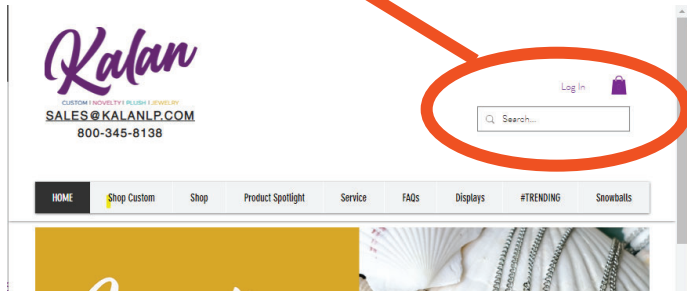 Kalan
CUSTOM | NOVELTY | PLUSH | JEWELRY
SALES@KALANLP.COM
800-345-8138
Log In
Search...
HOME Shop Custom Shop Product Spotlight Service FAQs Displays #TRENDING Snowballs